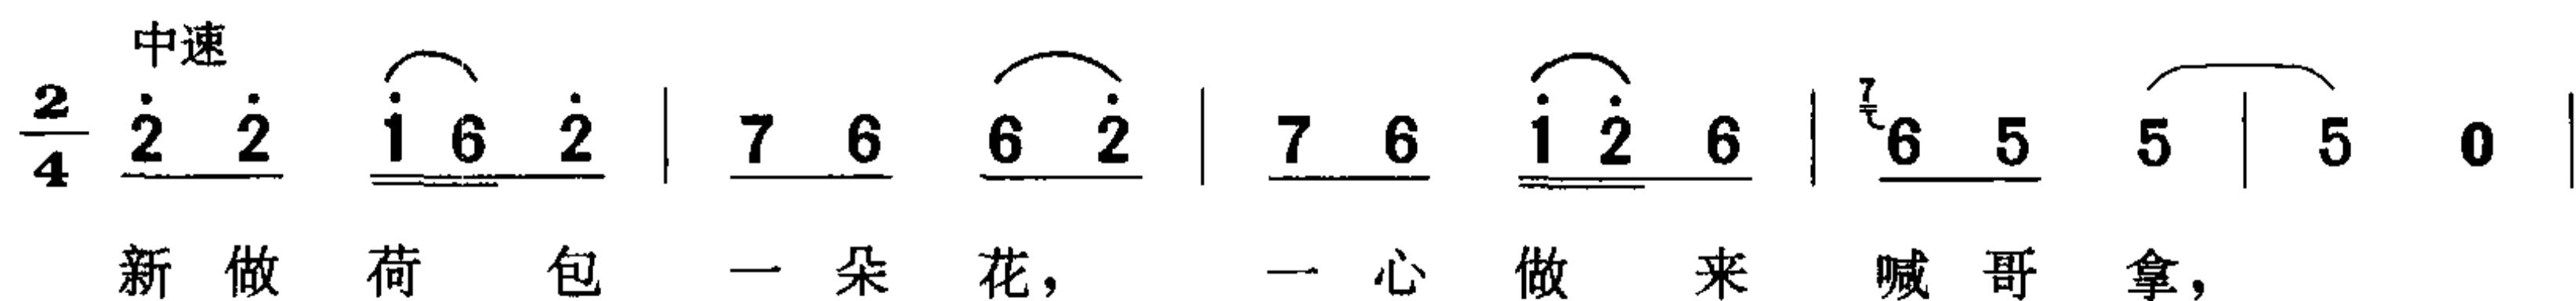 中速
2/4 2̇ 2̇ 1̇ 6 2̇ | 7 6 6 2̇ | 7 6 1̇ 2̇ 6 | 7 6 5 5 | 5 0 |
新做荷包一朵花，一心做来喊哥拿，